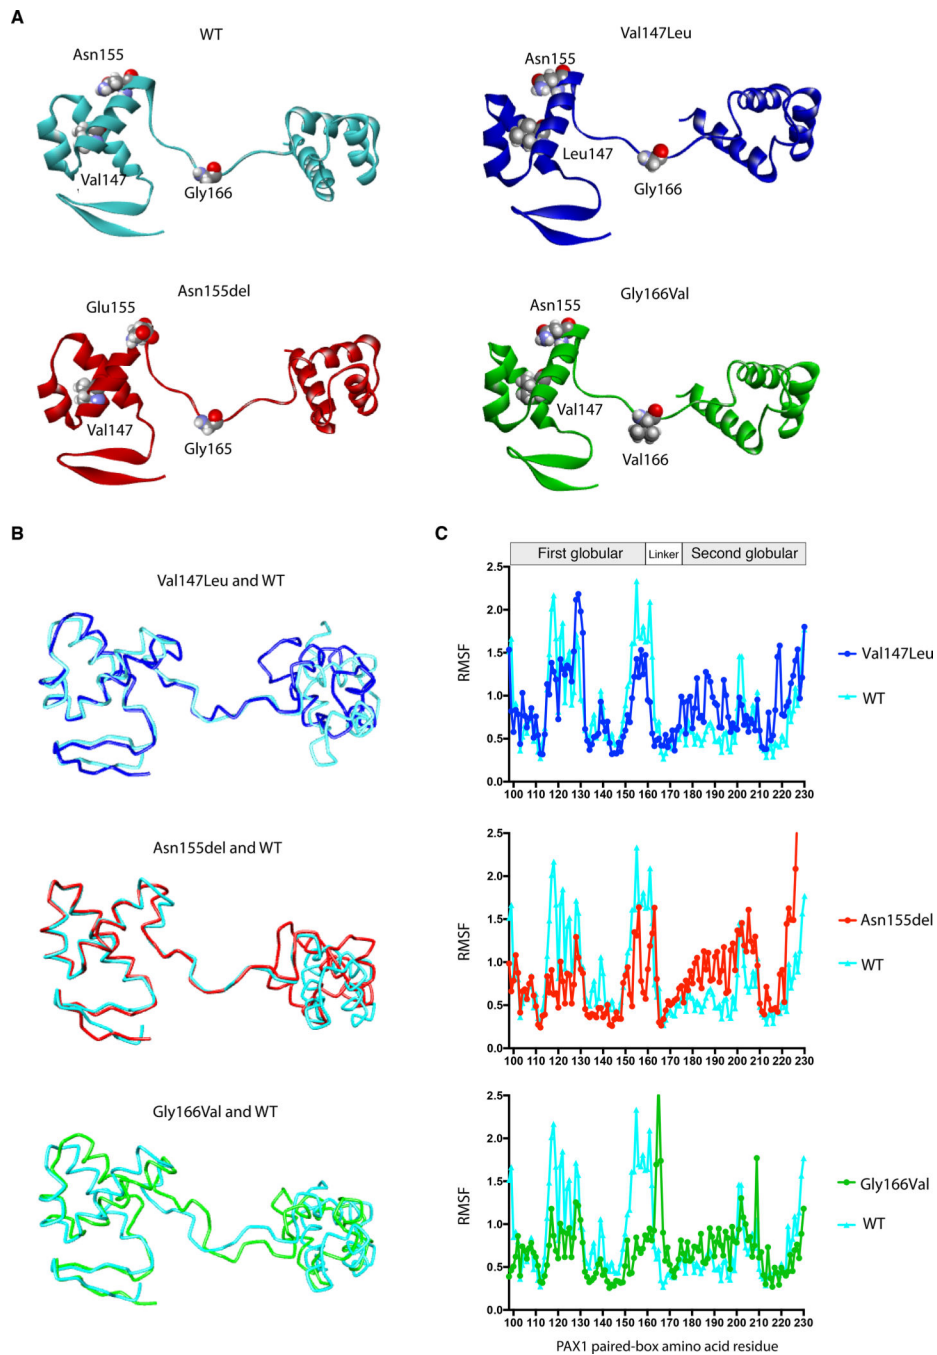 A
WT
Asn155
Val147
Gly166
Val147Leu
Asn155
Leu147
Gly166
Asn155del
Glu155
Val147
Gly165
Gly166Val
Asn155
Val147
Val166
B
Val147Leu and WT
Asn155del and WT
Gly166Val and WT
C
First globular Linker Second globular
2.5
2.0
1.5
1.0
0.5
0.0
RMSF
100 110 120 130 140 150 160 170 180 190 200 210 220 230
Val147Leu
WT
2.5
2.0
1.5
1.0
0.5
0.0
RMSF
100 110 120 130 140 150 160 170 180 190 200 210 220 230
Asn155del
WT
2.5
2.0
1.5
1.0
0.5
0.0
RMSF
100 110 120 130 140 150 160 170 180 190 200 210 220 230
Gly166Val
WT
PAX1 paired-box amino acid residue